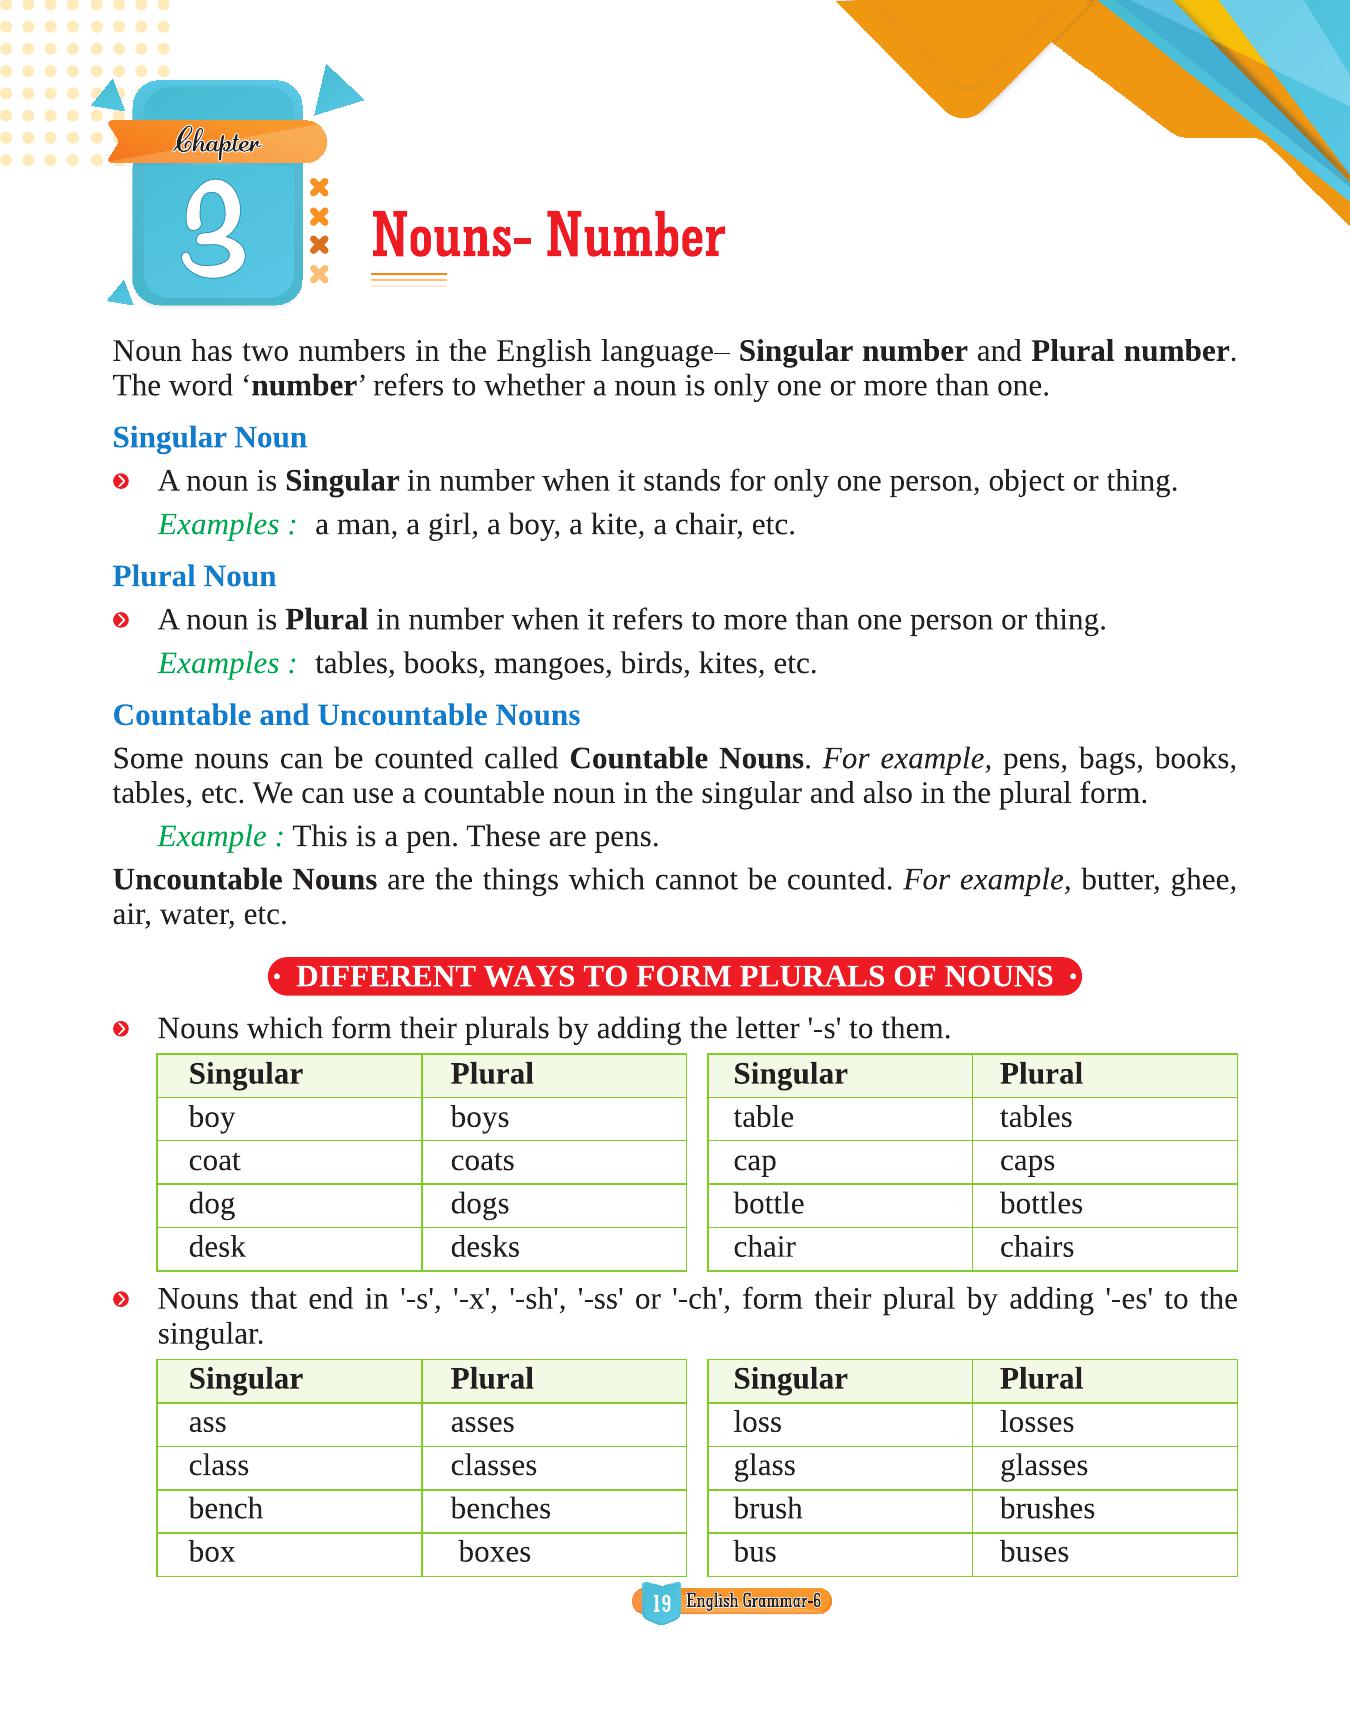 Chapter
3
Nouns– Number
Noun has two numbers in the English language– Singular number and Plural number.
The word ‘number’ refers to whether a noun is only one or more than one.
Singular Noun
A noun is Singular in number when it stands for only one person, object or thing.
Examples : a man, a girl, a boy, a kite, a chair, etc.
Plural Noun
A noun is Plural in number when it refers to more than one person or thing.
Examples : tables, books, mangoes, birds, kites, etc.
Countable and Uncountable Nouns
Some nouns can be counted called Countable Nouns. For example, pens, bags, books,
tables, etc. We can use a countable noun in the singular and also in the plural form.
Example : This is a pen. These are pens.
Uncountable Nouns are the things which cannot be counted. For example, butter, ghee,
air, water, etc.
• DIFFERENT WAYS TO FORM PLURALS OF NOUNS •
Nouns which form their plurals by adding the letter '-s' to them.
Singular Plural Singular Plural
boy boys table tables
coat coats cap caps
dog dogs bottle bottles
desk desks chair chairs
Nouns that end in '-s', '-x', '-sh', '-ss' or '-ch', form their plural by adding '-es' to the
singular.
Singular Plural Singular Plural
ass asses loss losses
class classes glass glasses
bench benches brush brushes
box boxes bus buses
19 English Grammar-6